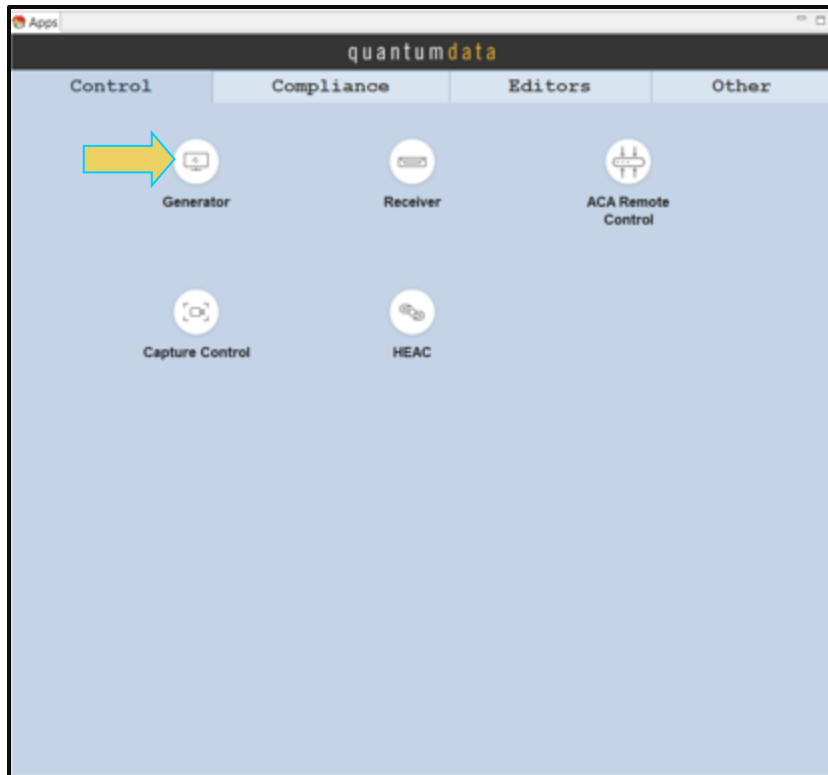 Apps
quantumdata
Control Compliance Editors Other
Generator Receiver ACA Remote
Control
Capture Control HEAC